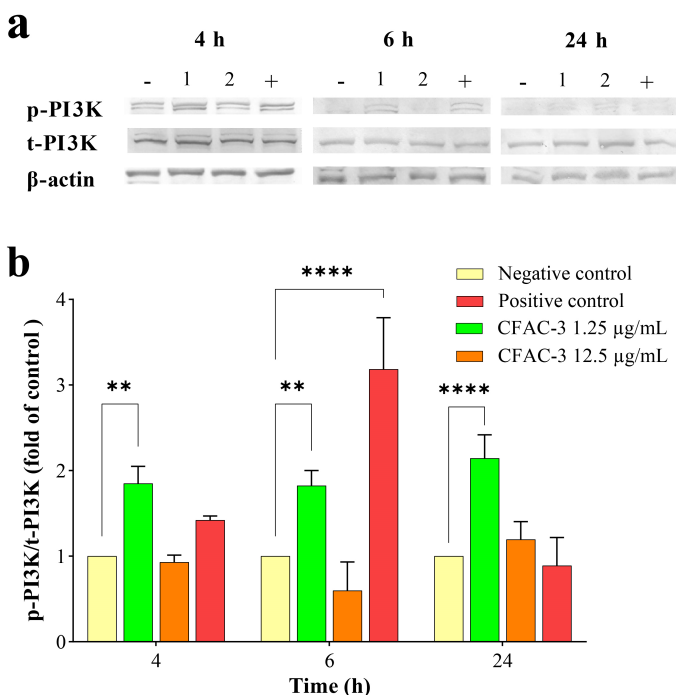 a
4 h 6 h 24 h
- 1 2 + - 1 2 + - 1 2 +
p-PI3K
t-PI3K
β-actin
b
**** Negative control
Positive control
CFAC-3 1.25 µg/mL
CFAC-3 12.5 µg/mL
** ** ****
p-PI3K/t-PI3K (fold of control )
4
3
2
1
0
4 6 24
Time (h)